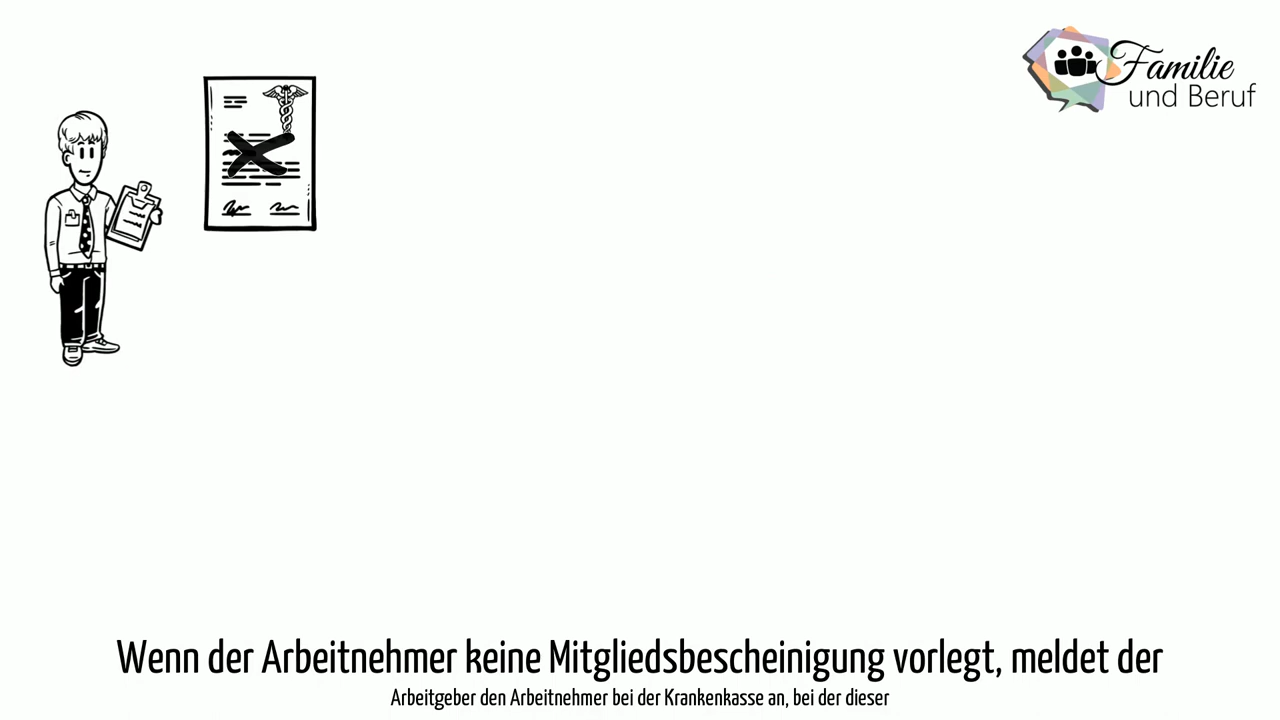 Familie
und Beruf
Wenn der Arbeitnehmer keine Mitgliedsbescheinigung vorlegt, meldet der
Arbeitgeber den Arbeitnehmer bei der Krankenkasse an, bei der dieser